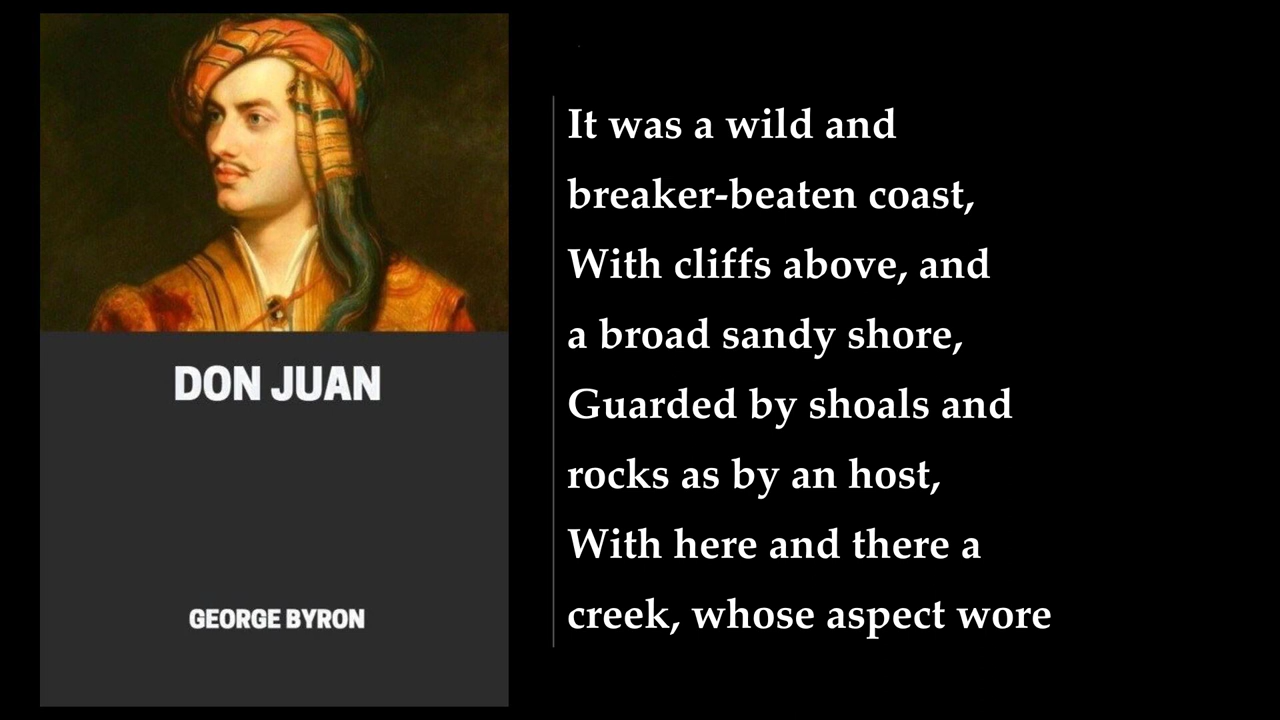 DON JUAN
GEORGE BYRON
It was a wild and
breaker-beaten coast,
With cliffs above, and
a broad sandy shore,
Guarded by shoals and
rocks as by an host,
With here and there a
creek, whose aspect wore